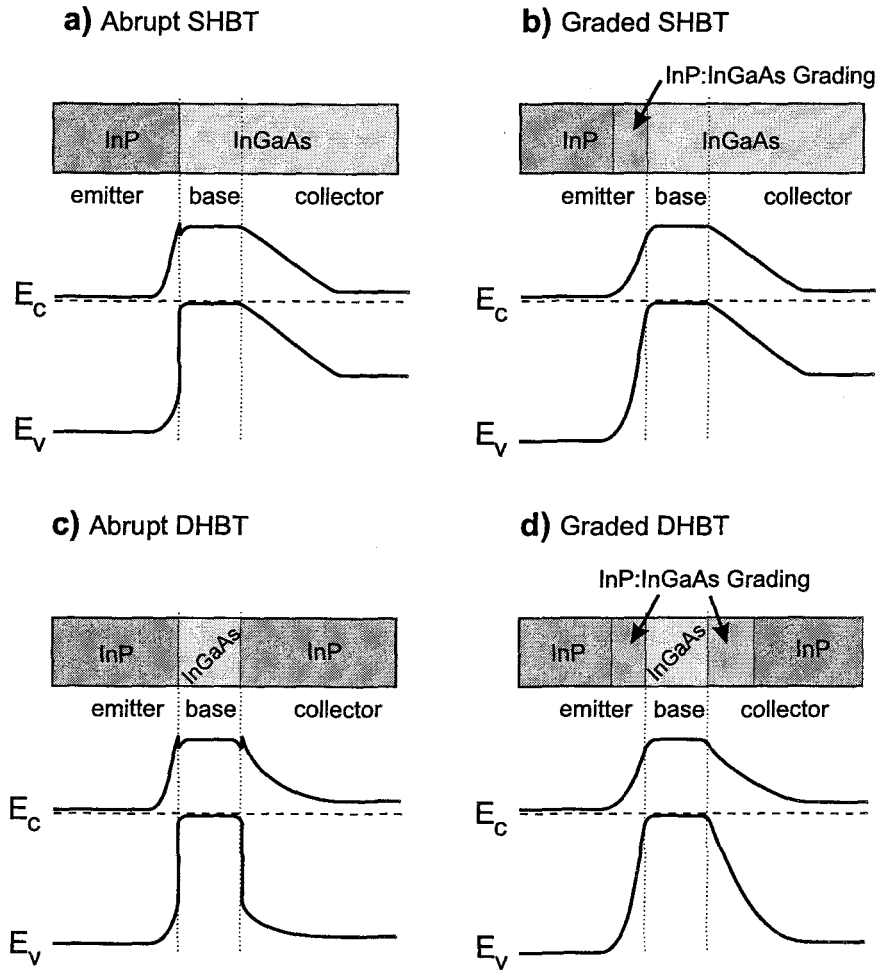 a) Abrupt SHBT
InP
InGaAs
emitter base collector
Ec
Ev
b) Graded SHBT
InP:InGaAs Grading
InP
InGaAs
emitter base collector
Ec
Ev
c) Abrupt DHBT
InP
InGaAs
InP
emitter base collector
Ec
Ev
d) Graded DHBT
InP:InGaAs Grading
InP
InGaAs
InP
emitter base collector
Ec
Ev